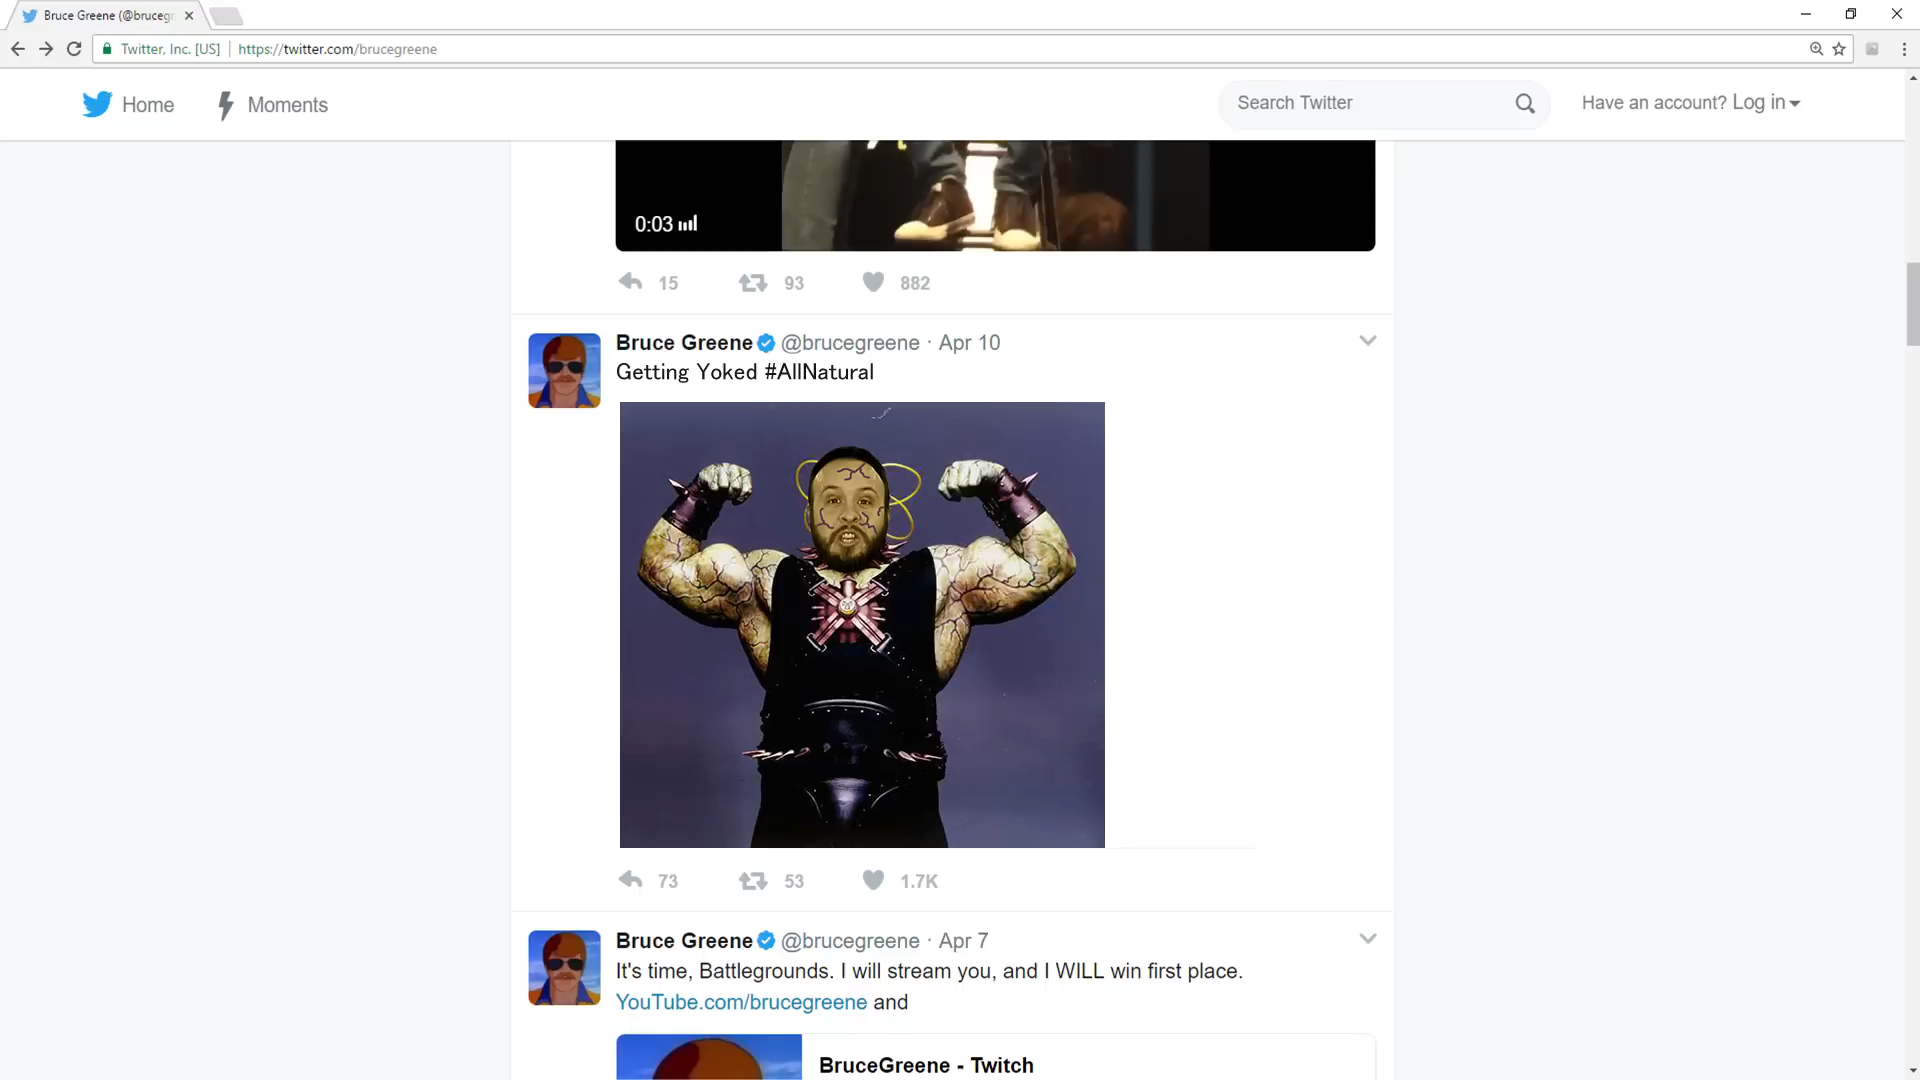 Bruce Greene (@brucegr
Twitter, Inc. [US] https://twitter.com/brucegreene
Home Moments Search Twitter Have an account? Log in
0:03
15 93 882
Bruce Greene @brucegreene · Apr 10
Getting Yoked #AllNatural
73 53 1.7K
Bruce Greene @brucegreene · Apr 7
It's time, Battlegrounds. I will stream you, and I WILL win first place.
YouTube.com/brucegreene and
BruceGreene - Twitch